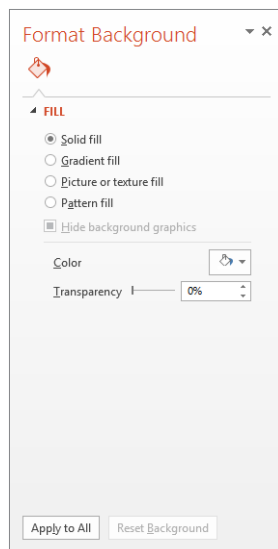 Format Background
FILL
Solid fill
Gradient fill
Picture or texture fill
Pattern fill
Hide background graphics
Color
Transparency 0%
Apply to All Reset Background